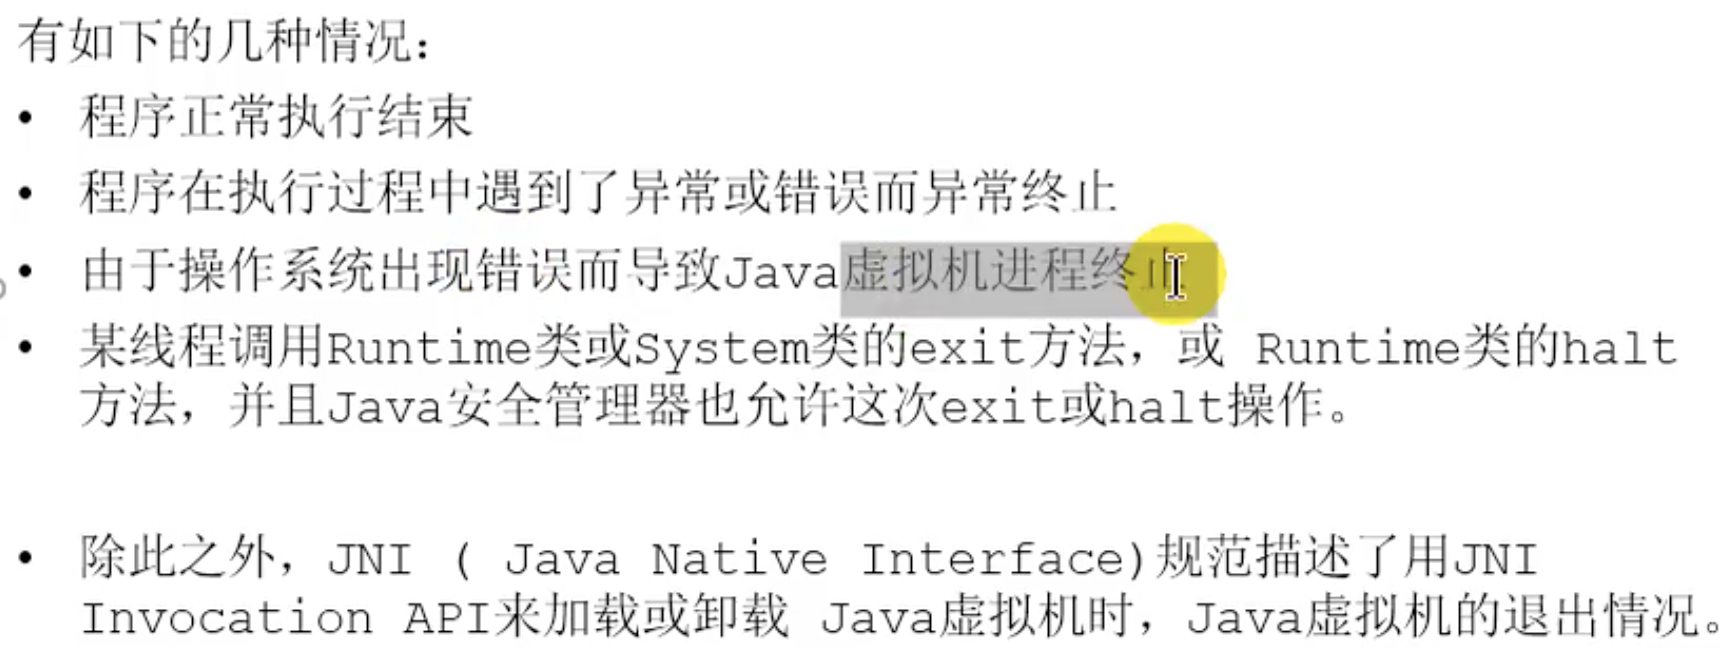 有如下的几种情况：
• 程序正常执行结束
• 程序在执行过程中遇到了异常或错误而异常终止
• 由于操作系统出现错误而导致Java虚拟机进程终止
• 某线程调用Runtime类或System类的exit方法，或 Runtime类的halt
方法，并且Java安全管理器也允许这次exit或halt操作。
• 除此之外，JNI ( Java Native Interface)规范描述了用JNI
Invocation API来加载或卸载 Java虚拟机时，Java虚拟机的退出情况。